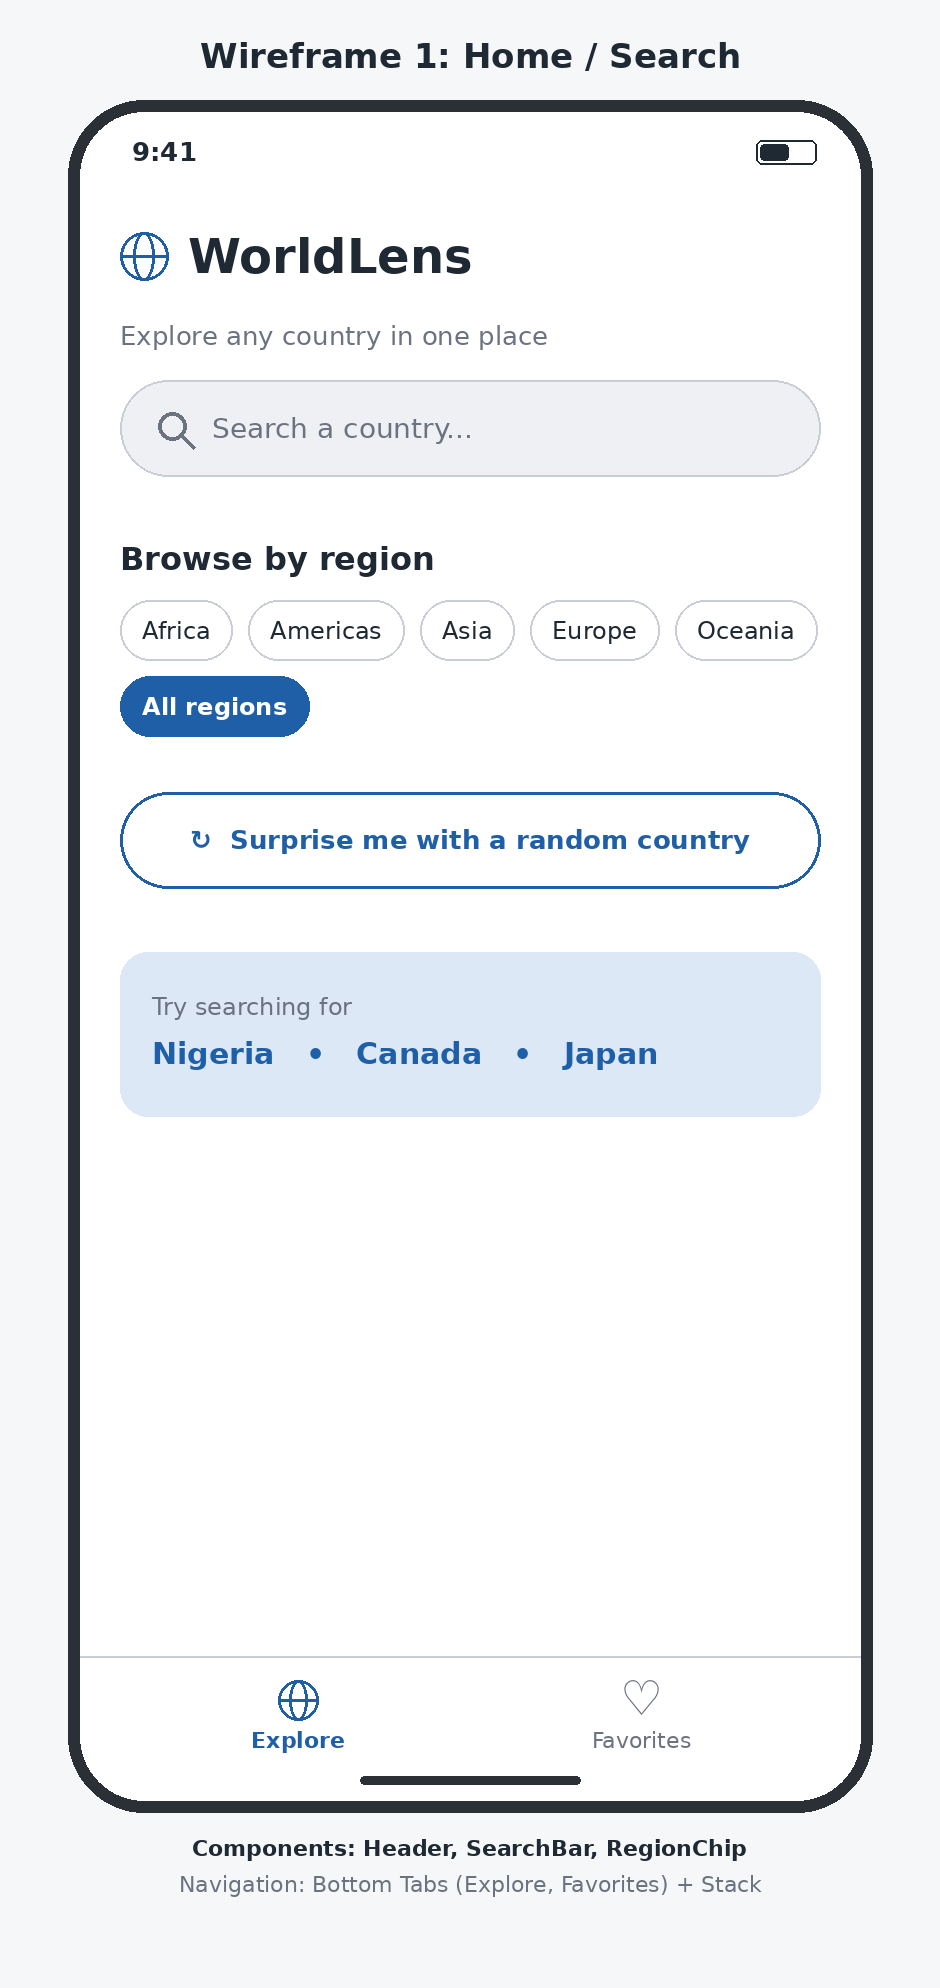 Wireframe 1: Home / Search
9:41
WorldLens
Explore any country in one place
Search a country...
Browse by region
Africa Americas Asia Europe Oceania
All regions
↻ Surprise me with a random country
Try searching for
Nigeria • Canada • Japan
Explore Favorites
Components: Header, SearchBar, RegionChip
Navigation: Bottom Tabs (Explore, Favorites) + Stack